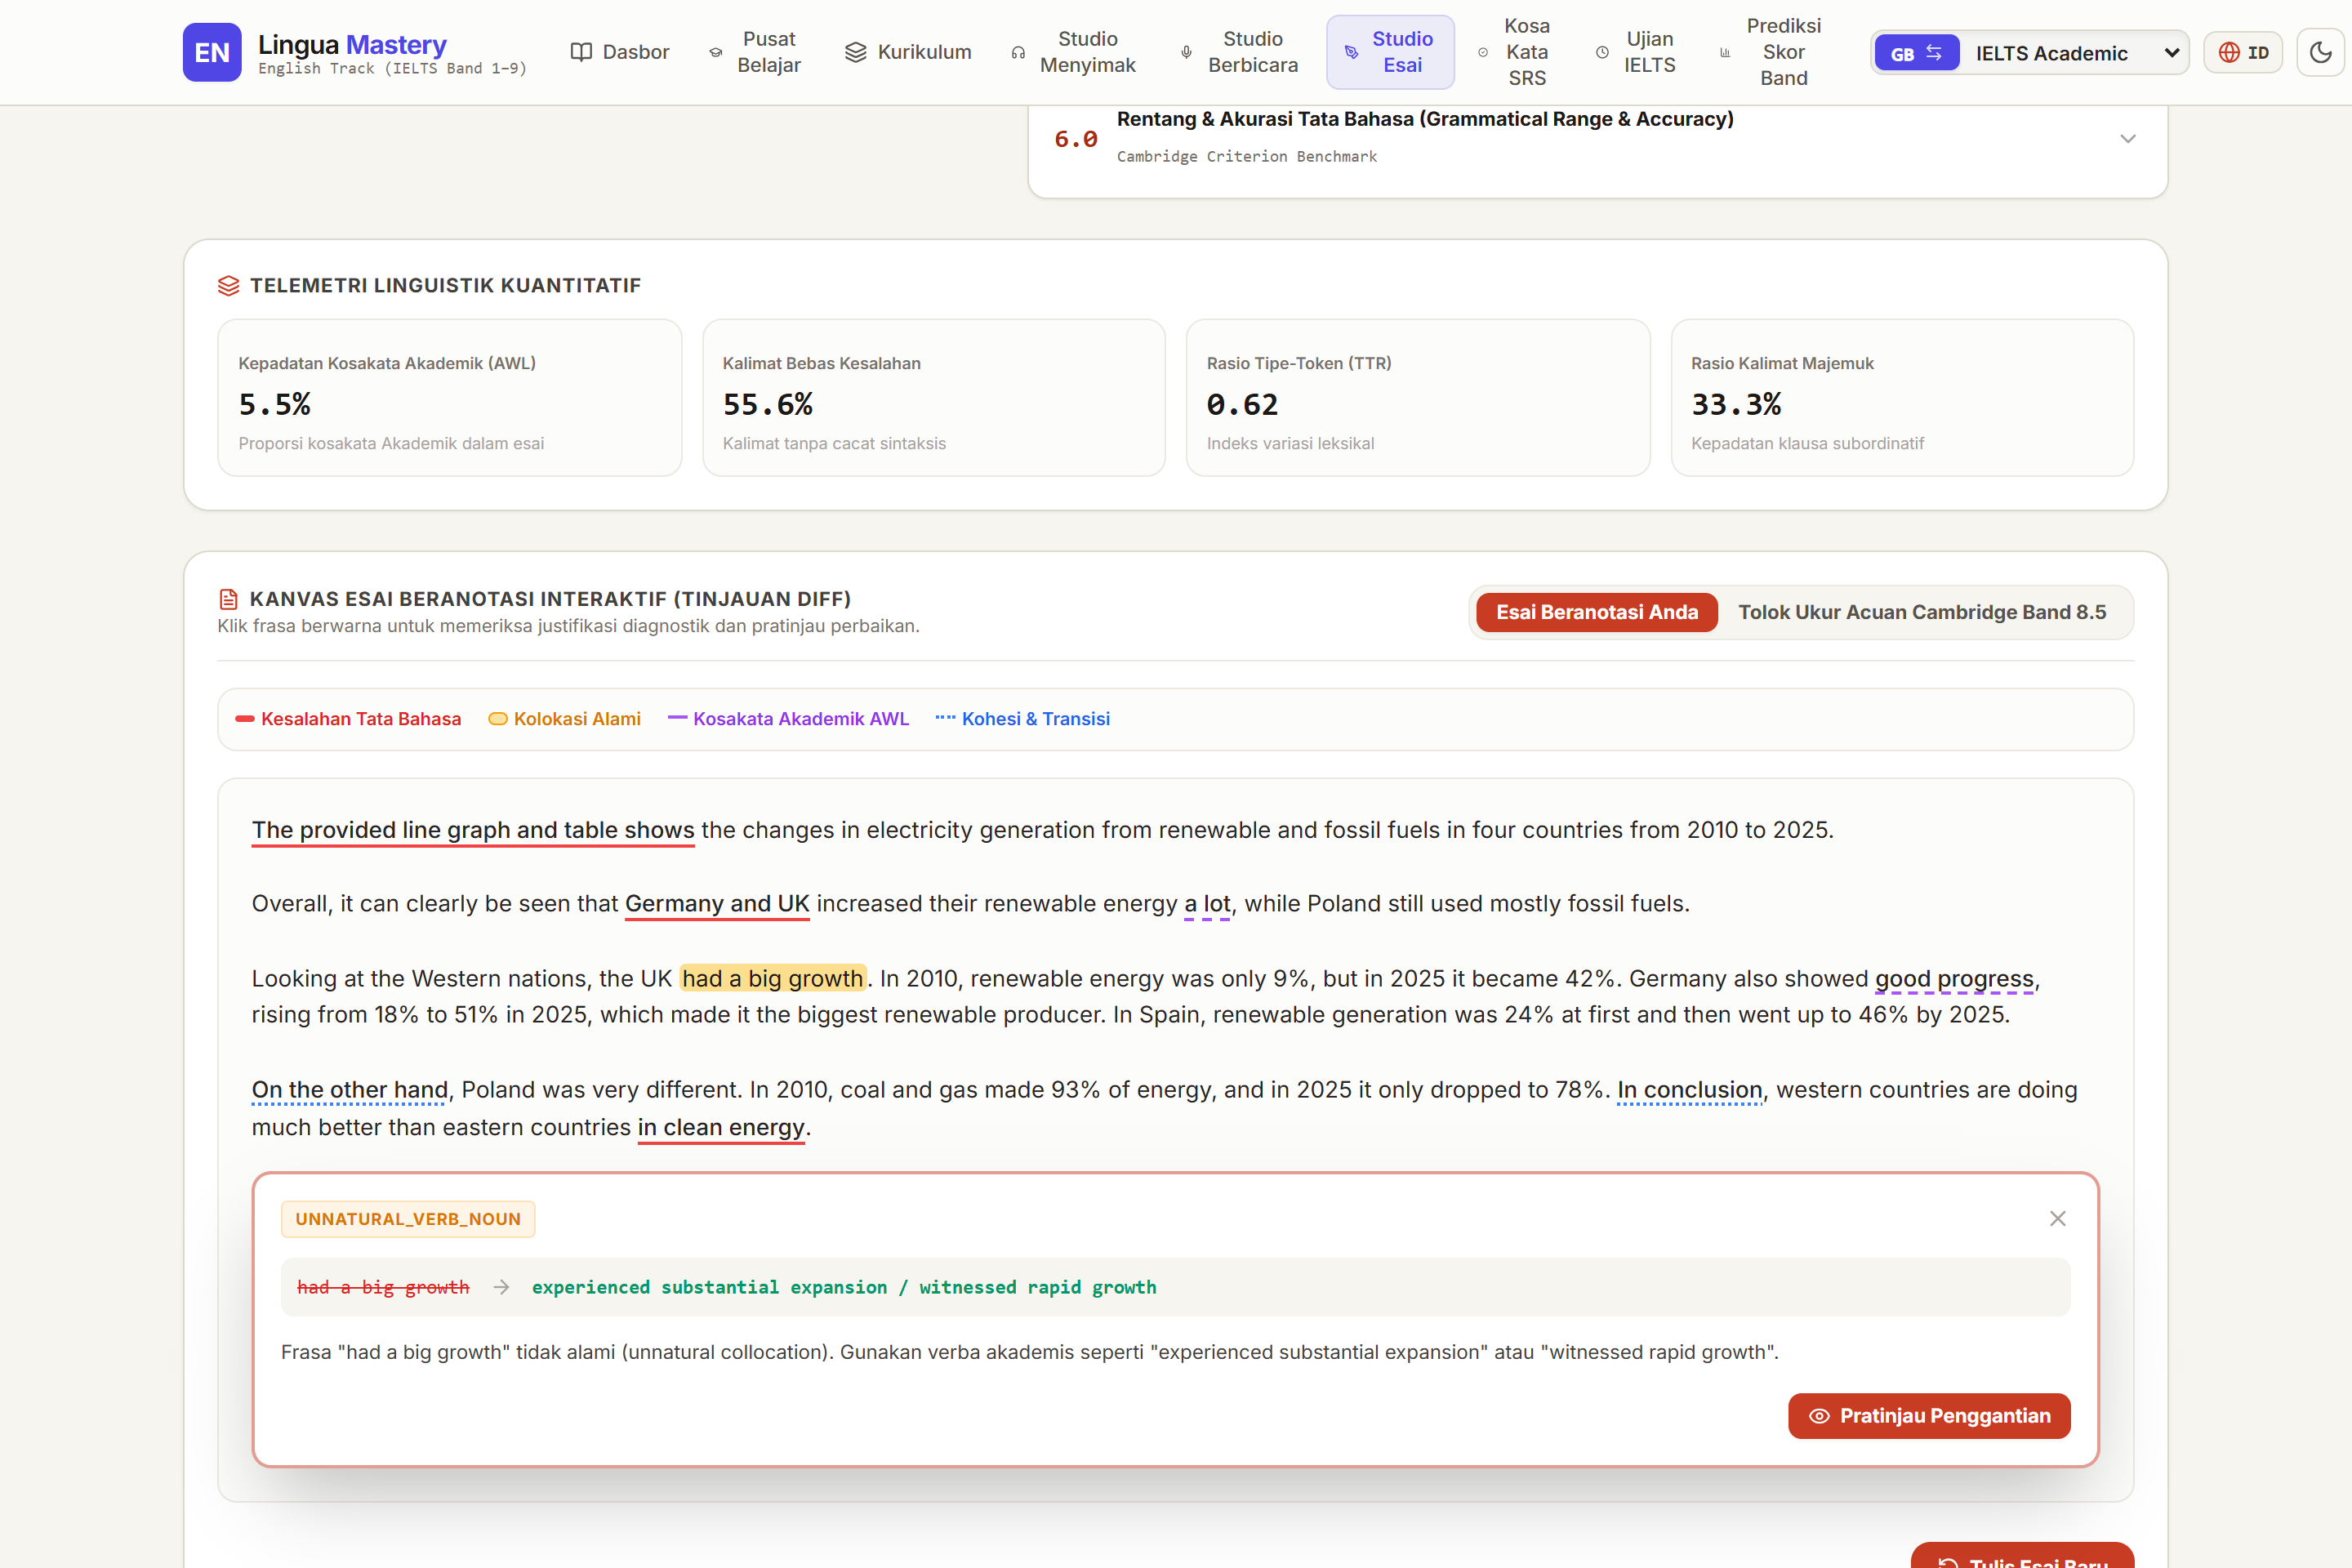 EN
Lingua Mastery
English Track (IELTS Band 1–9)
Dasbor
Pusat
Belajar
Kurikulum
Studio
Menyimak
Studio
Berbicara
Studio
Esai
Kosa
Kata
SRS
Ujian
IELTS
Prediksi
Skor
Band
GB
IELTS Academic
ID
6.0
Rentang & Akurasi Tata Bahasa (Grammatical Range & Accuracy)
Cambridge Criterion Benchmark
TELEMETRI LINGUISTIK KUANTITATIF
Kepadatan Kosakata Akademik (AWL)
5.5%
Proporsi kosakata Akademik dalam esai
Kalimat Bebas Kesalahan
55.6%
Kalimat tanpa cacat sintaksis
Rasio Tipe-Token (TTR)
0.62
Indeks variasi leksikal
Rasio Kalimat Majemuk
33.3%
Kepadatan klausa subordinatif
KANVAS ESAI BERANOTASI INTERAKTIF (TINJAUAN DIFF)
Klik frasa berwarna untuk memeriksa justifikasi diagnostik dan pratinjau perbaikan.
Esai Beranotasi Anda
Tolok Ukur Acuan Cambridge Band 8.5
Kesalahan Tata Bahasa
Kolokasi Alami
Kosakata Akademik AWL
Kohesi & Transisi
The provided line graph and table shows the changes in electricity generation from renewable and fossil fuels in four countries from 2010 to 2025.
Overall, it can clearly be seen that Germany and UK increased their renewable energy a lot, while Poland still used mostly fossil fuels.
Looking at the Western nations, the UK had a big growth. In 2010, renewable energy was only 9%, but in 2025 it became 42%. Germany also showed good progress,
rising from 18% to 51% in 2025, which made it the biggest renewable producer. In Spain, renewable generation was 24% at first and then went up to 46% by 2025.
On the other hand, Poland was very different. In 2010, coal and gas made 93% of energy, and in 2025 it only dropped to 78%. In conclusion, western countries are doing
much better than eastern countries in clean energy.
UNNATURAL_VERB_NOUN
had a big growth → experienced substantial expansion / witnessed rapid growth
Frasa "had a big growth" tidak alami (unnatural collocation). Gunakan verba akademis seperti "experienced substantial expansion" atau "witnessed rapid growth".
Pratinjau Penggantian
Tulis Esai Baru